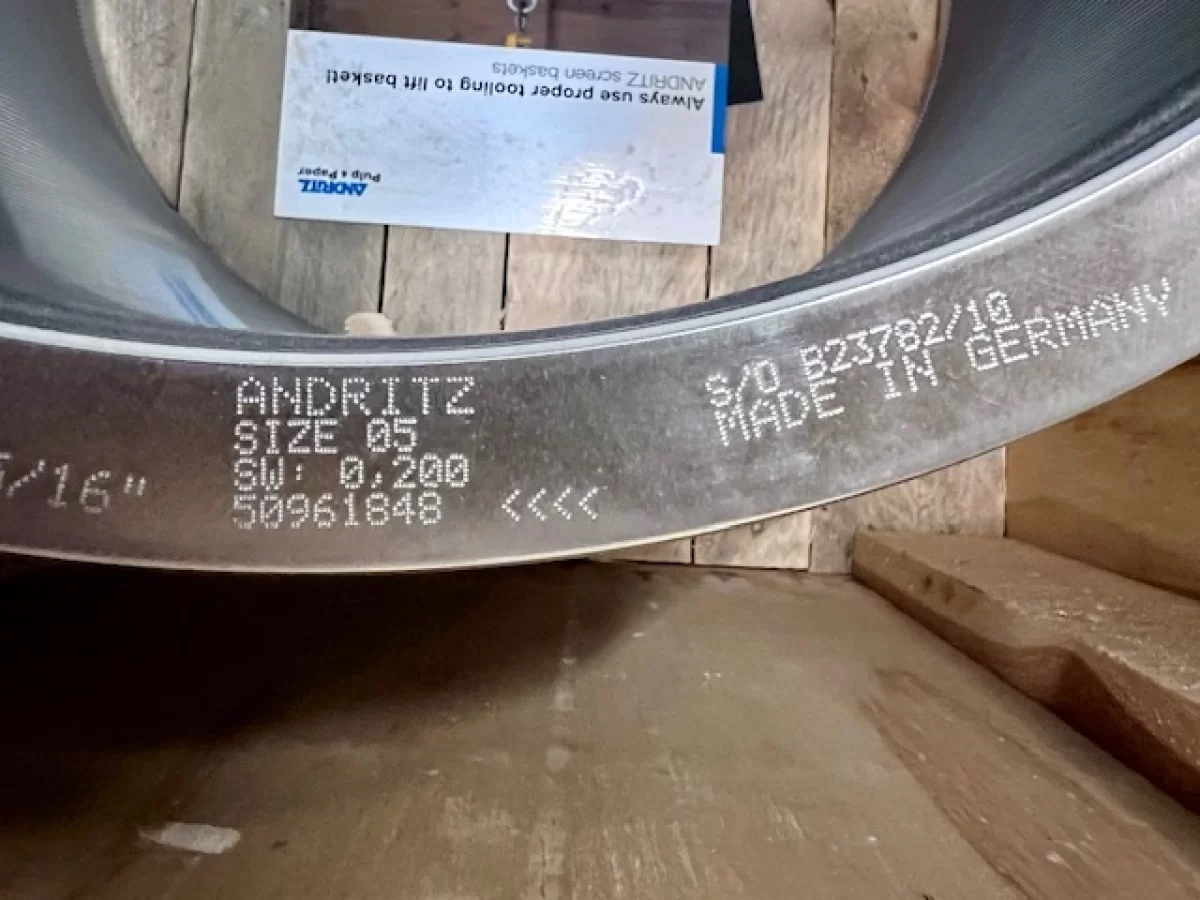 Always use proper tooling to lift basket!
ANDRITZ screen baskets
ANDRITZ
Pulp & Paper
/16"
ANDRITZ
SIZE 05
SW: 0,200
50961848 <<<<
S/O B23782/10
MADE IN GERMANY